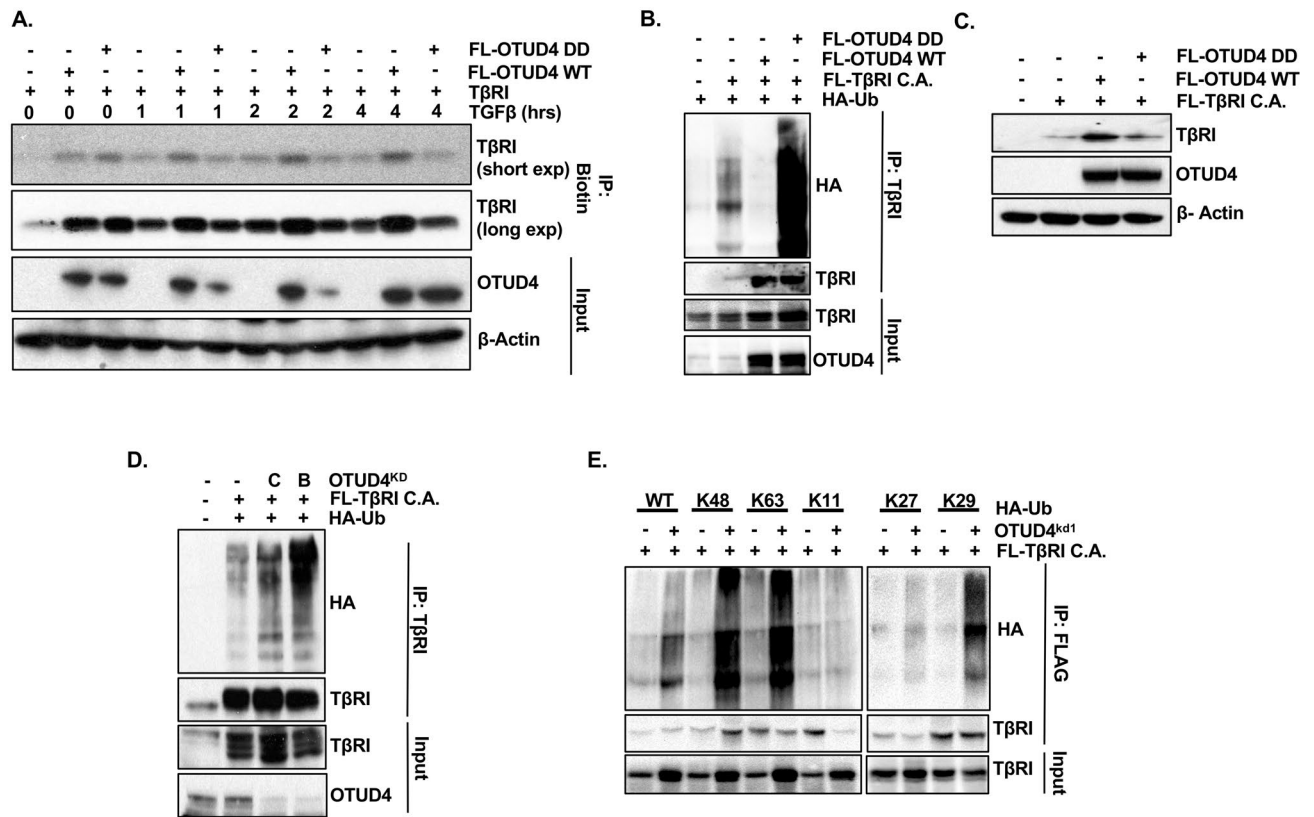 A.
- - + - - + - - + - - + FL-OTUD4 DD
- + - - + - - + - - + - FL-OTUD4 WT
+ + + + + + + + + + + + TβRI
0 0 0 1 1 1 2 2 2 4 4 4 TGFβ (hrs)
TβRI
(short exp)
TβRI
(long exp)
IP:
Biotin
OTUD4
β-Actin
Input
B.
- - - + FL-OTUD4 DD
- - + - FL-OTUD4 WT
- + + + FL-TβRI C.A.
+ + + + HA-Ub
HA
TβRI
IP: TβRI
TβRI
OTUD4
Input
C.
- - - + FL-OTUD4 DD
- - + - FL-OTUD4 WT
- + + + FL-TβRI C.A.
TβRI
OTUD4
β- Actin
D.
- - C B OTUD4KD
- + + + FL-TβRI C.A.
- + + + HA-Ub
HA
TβRI
IP: TβRI
TβRI
OTUD4
Input
E.
WT K48 K63 K11 K27 K29 HA-Ub
- + - + - + - + - + - + OTUD4kd1
+ + + + + + + + + + + + FL-TβRI C.A.
HA
TβRI
IP: FLAG
TβRI
Input